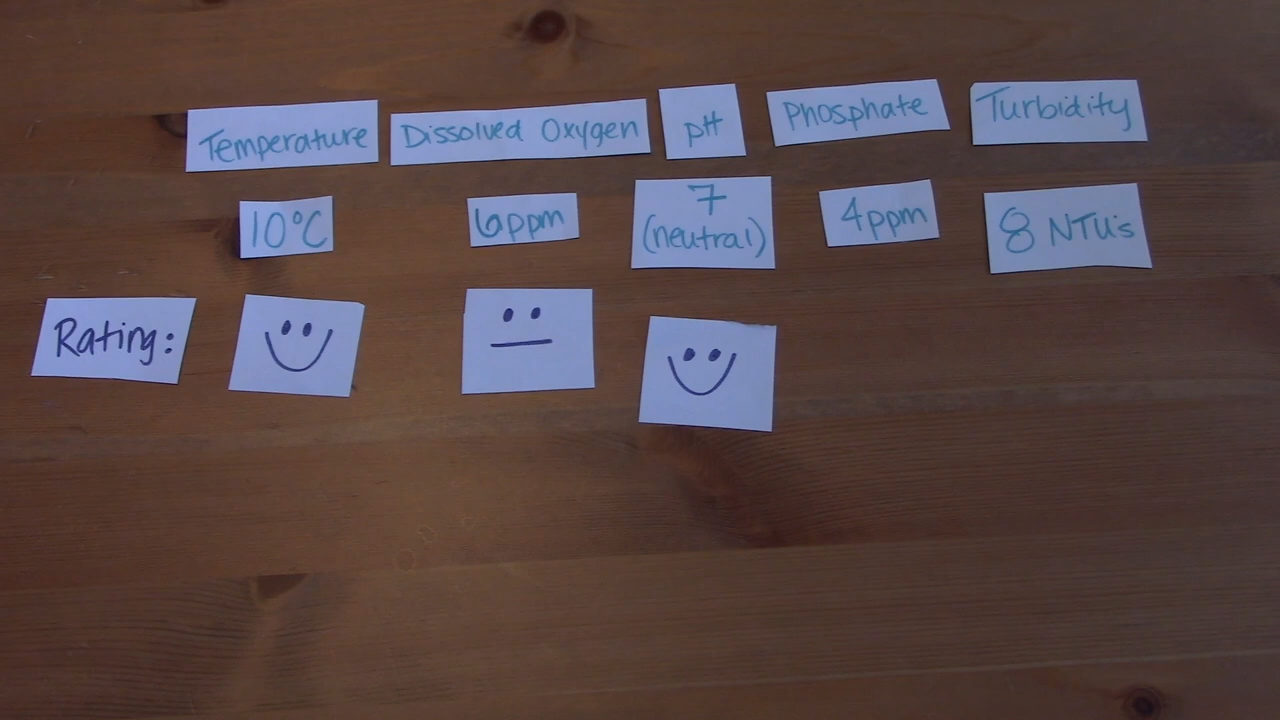 Temperature
Dissolved Oxygen
pH
Phosphate
Turbidity
10°C
6ppm
7
(neutral)
4ppm
8 NTU's
Rating: